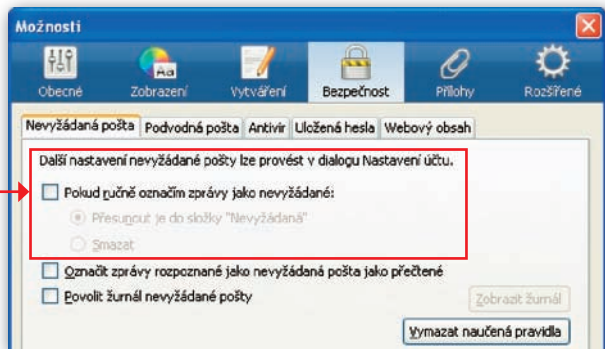 Možnosti
Obecné Zobrazení Vytváření Bezpečnost Přílohy Rozšířené
Nevyžádaná pošta Podvodná pošta Antivir Uložená hesla Webový obsah
Další nastavení nevyžádané pošty lze provést v dialogu Nastavení účtu.
Pokud ručně označím zprávy jako nevyžádané:
Přesunout je do složky "Nevyžádaná"
Smazat
Označit zprávy rozpoznané jako nevyžádaná pošta jako přečtené
Povolit žurnál nevyžádané pošty Zobrazit žurnál
Vymazat naučená pravidla